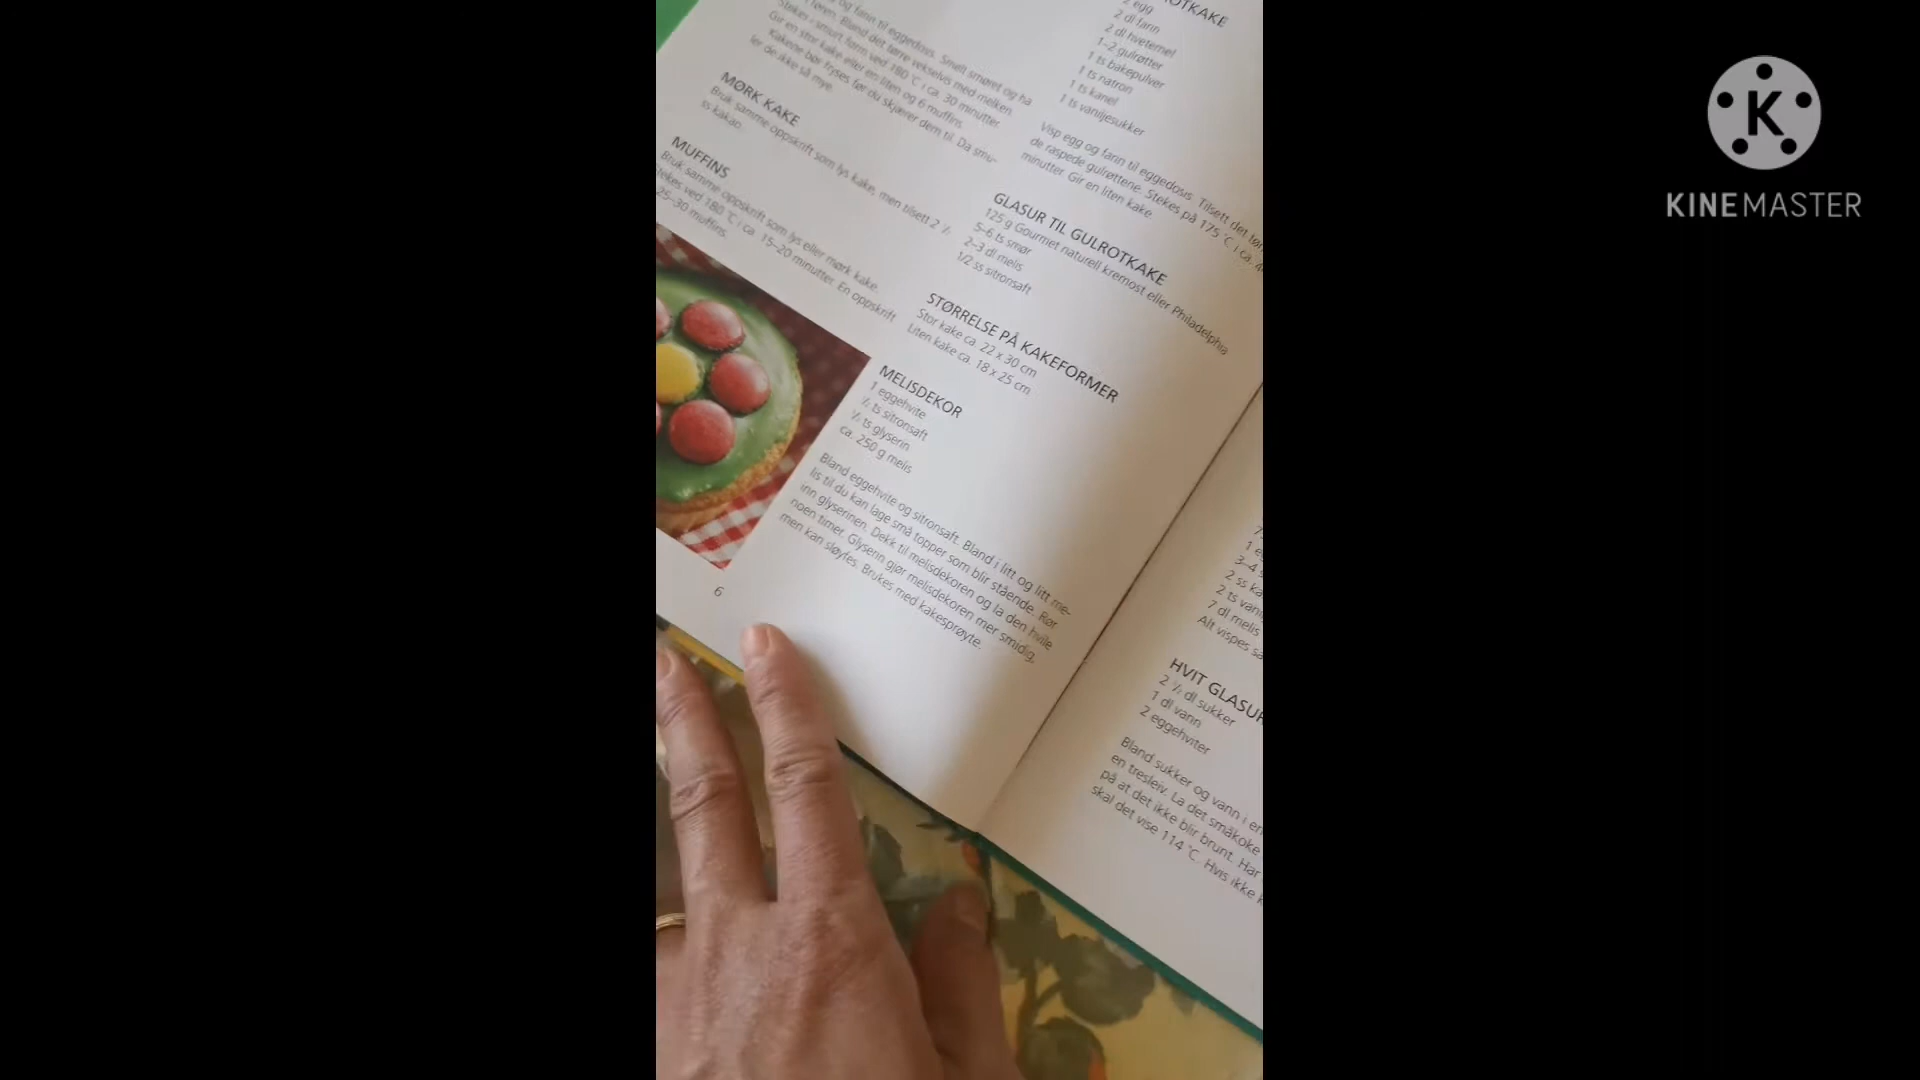 og farin til eggedosis. Smelt smøret og ha
i røren. Bland det tørre vekselvis med melken.
Stekes i smurt form ved 180 °C i ca. 30 minutter.
Gir en stor kake eller en liten og 6 muffins.
Kakene bør fryses før du skjærer dem til. Da smu-
ler de ikke så mye.
MØRK KAKE
Bruk samme oppskrift som lys kake, men tilsett 2 ½
ss kakao.
MUFFINS
Bruk samme oppskrift som lys eller mørk kake.
Stekes ved 180 °C i ca. 15–20 minutter. En oppskrift
25–30 muffins.
6
2 egg
2 dl farin
2 dl hvetemel
1–2 gulrøtter
1 ts bakepulver
1 ts natron
1 ts kanel
1 ts vaniljesukker
Visp egg og farin til eggedosis. Tilsett det
de raspede gulrøttene. Stekes på 175 °C i ca.
minutter. Gir en liten kake.
GLASUR TIL GULROTKAKE
125 g Gourmet naturell kremost eller Philadelphia
5–6 ts smør
2–3 dl melis
1/2 ss sitronsaft
STØRRELSE PÅ KAKEFORMER
Stor kake ca. 22 x 30 cm
Liten kake ca. 18 x 25 cm
MELISDEKOR
1 eggehvite
½ ts sitronsaft
½ ts glyserin
ca. 250 g melis
Bland eggehvite og sitronsaft. Bland i litt og litt me-
lis til du kan lage små topper som blir stående. Rør
inn glyserinen. Dekk til melisdekoren og la den hvile
noen timer. Glyserin gjør melisdekoren mer smidig,
men kan sløyfes. Brukes med kakesprøyte.
1
3–4
2 ss
2 ts
7 dl melis
Alt vispes
HVIT GLASUR
2 ½ dl sukker
1 dl vann
2 eggehviter
Bland sukker og vann i en
en tresleiv. La det småkoke
på at det ikke blir brunt. Har
skal det vise 114 °C. Hvis ikke
K
KINEMASTER